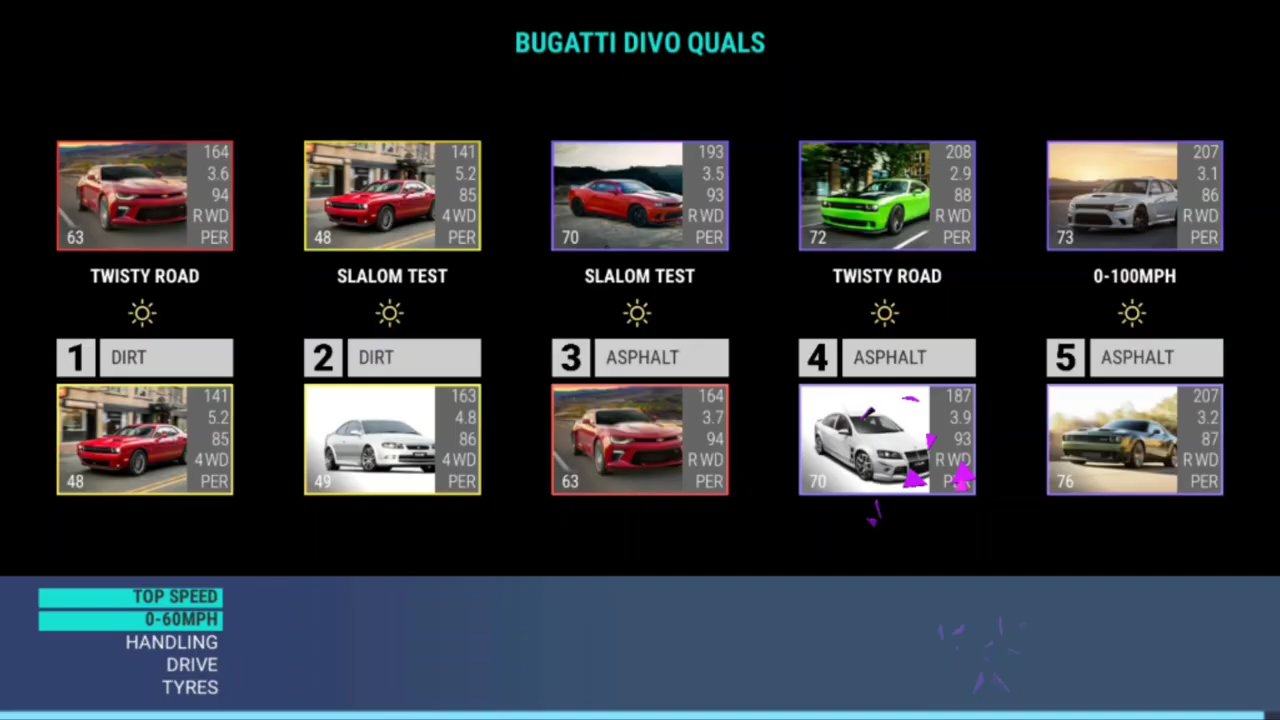 BUGATTI DIVO QUALS
164
3.6
94
RWD
63 PER
141
5.2
85
4WD
48 PER
193
3.5
93
RWD
70 PER
208
2.9
88
RWD
72 PER
207
3.1
86
RWD
73 PER
TWISTY ROAD
SLALOM TEST
SLALOM TEST
TWISTY ROAD
0-100MPH
1 DIRT
2 DIRT
3 ASPHALT
4 ASPHALT
5 ASPHALT
141
5.2
85
4WD
48 PER
163
4.8
86
4WD
49 PER
164
3.7
94
RWD
63 PER
187
3.9
93
RWD
70 PER
207
3.2
87
RWD
76 PER
TOP SPEED
0-60MPH
HANDLING
DRIVE
TYRES